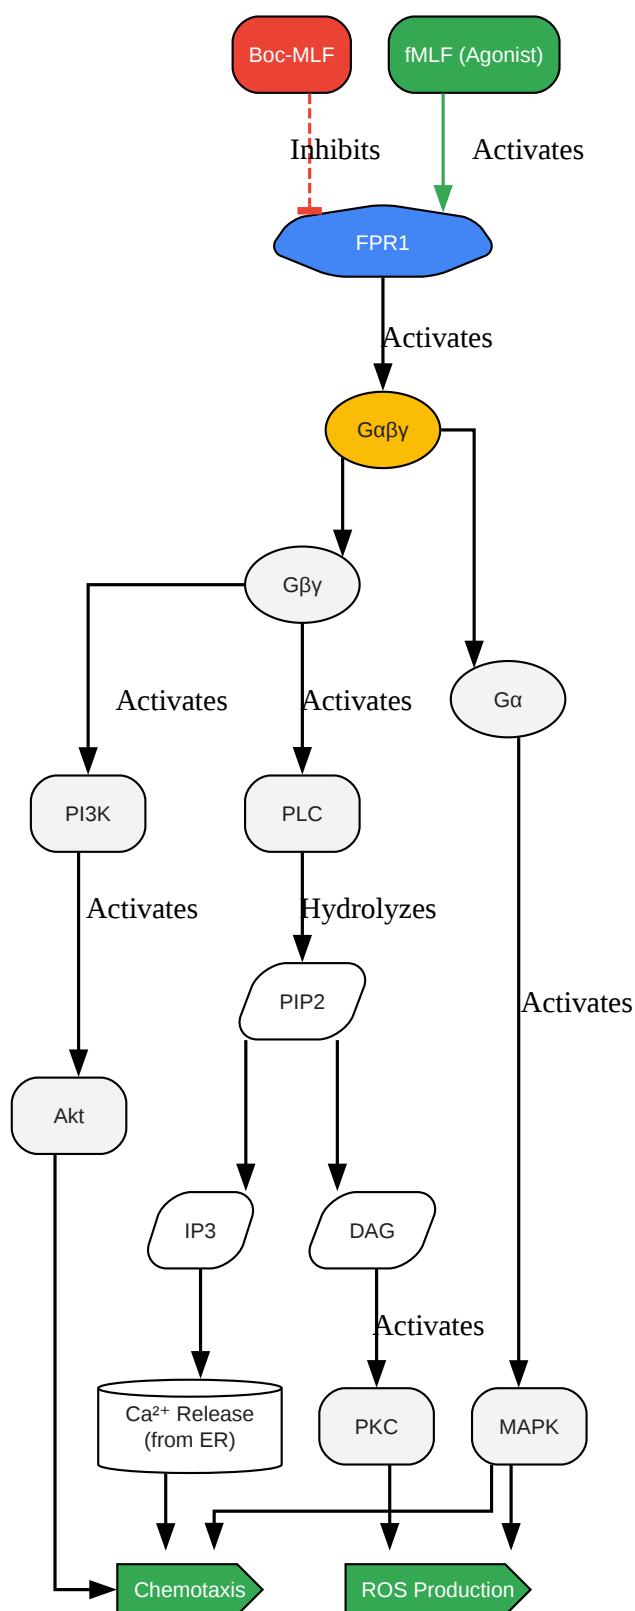 Boc-MLF
fMLF (Agonist)
Inhibits
Activates
FPR1
Activates
Gαβγ
Gβγ
Activates
Activates
Gα
PI3K
PLC
Activates
Hydrolyzes
PIP2
Activates
Akt
IP3
DAG
Activates
Ca²⁺ Release
(from ER)
PKC
MAPK
Chemotaxis
ROS Production